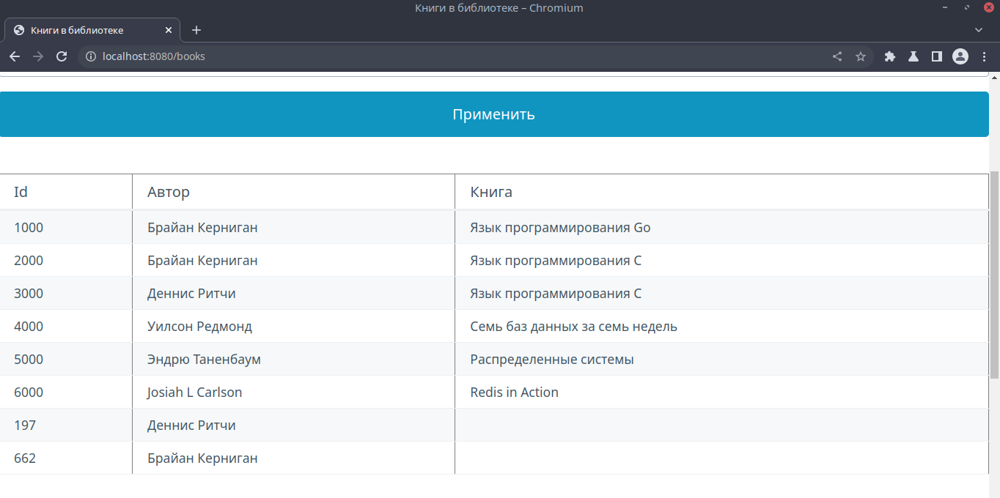 Книги в библиотеке – Chromium
Книги в библиотеке
localhost:8080/books
Применить
Id Автор Книга
1000 Брайан Керниган Язык программирования Go
2000 Брайан Керниган Язык программирования C
3000 Деннис Ритчи Язык программирования C
4000 Уилсон Редмонд Семь баз данных за семь недель
5000 Эндрю Таненбаум Распределенные системы
6000 Josiah L Carlson Redis in Action
197 Деннис Ритчи
662 Брайан Керниган